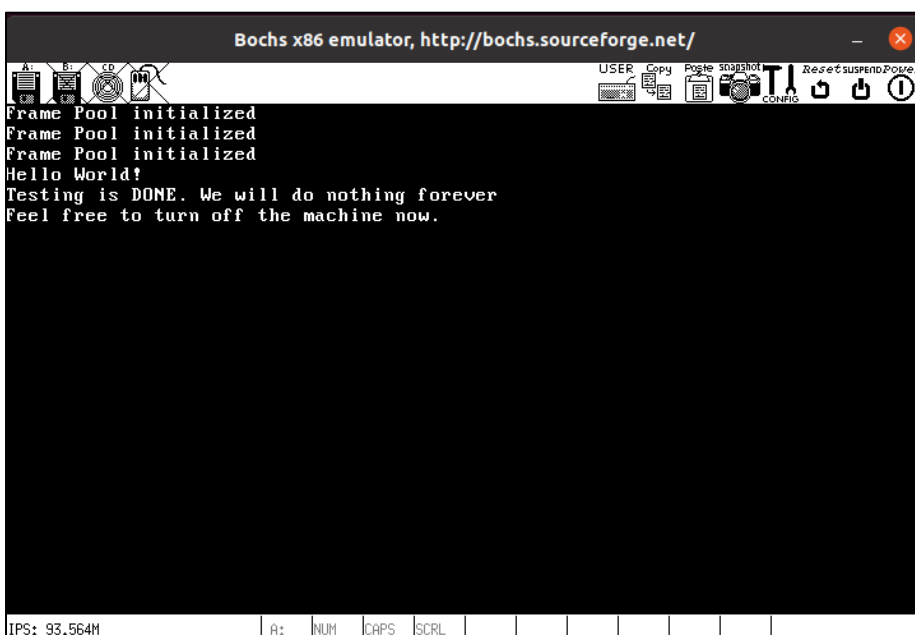 Bochs x86 emulator, http://bochs.sourceforge.net/
A: B: CD USER Copy Paste snapshot CONFIG Reset SUSPEND Power
Frame Pool initialized
Frame Pool initialized
Frame Pool initialized
Hello World!
Testing is DONE. We will do nothing forever
Feel free to turn off the machine now.
IPS: 93.564M A: NUM CAPS SCRL